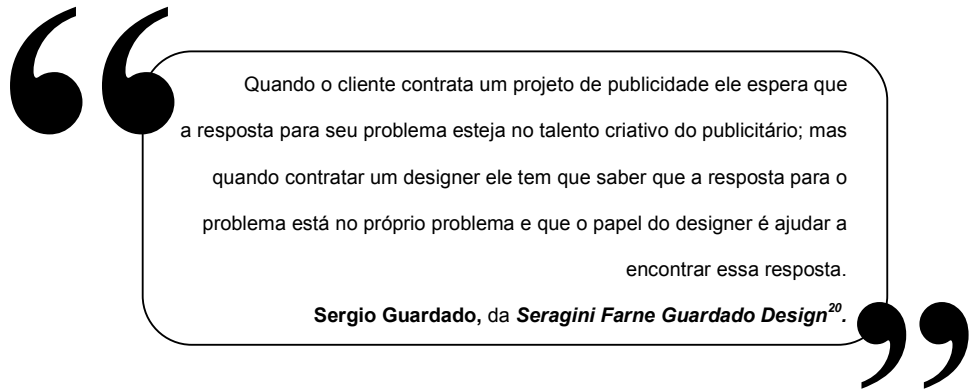 Quando o cliente contrata um projeto de publicidade ele espera que
a resposta para seu problema esteja no talento criativo do publicitário; mas
quando contratar um designer ele tem que saber que a resposta para o
problema está no próprio problema e que o papel do designer é ajudar a
encontrar essa resposta.
Sergio Guardado, da Seragini Farne Guardado Design²⁰.